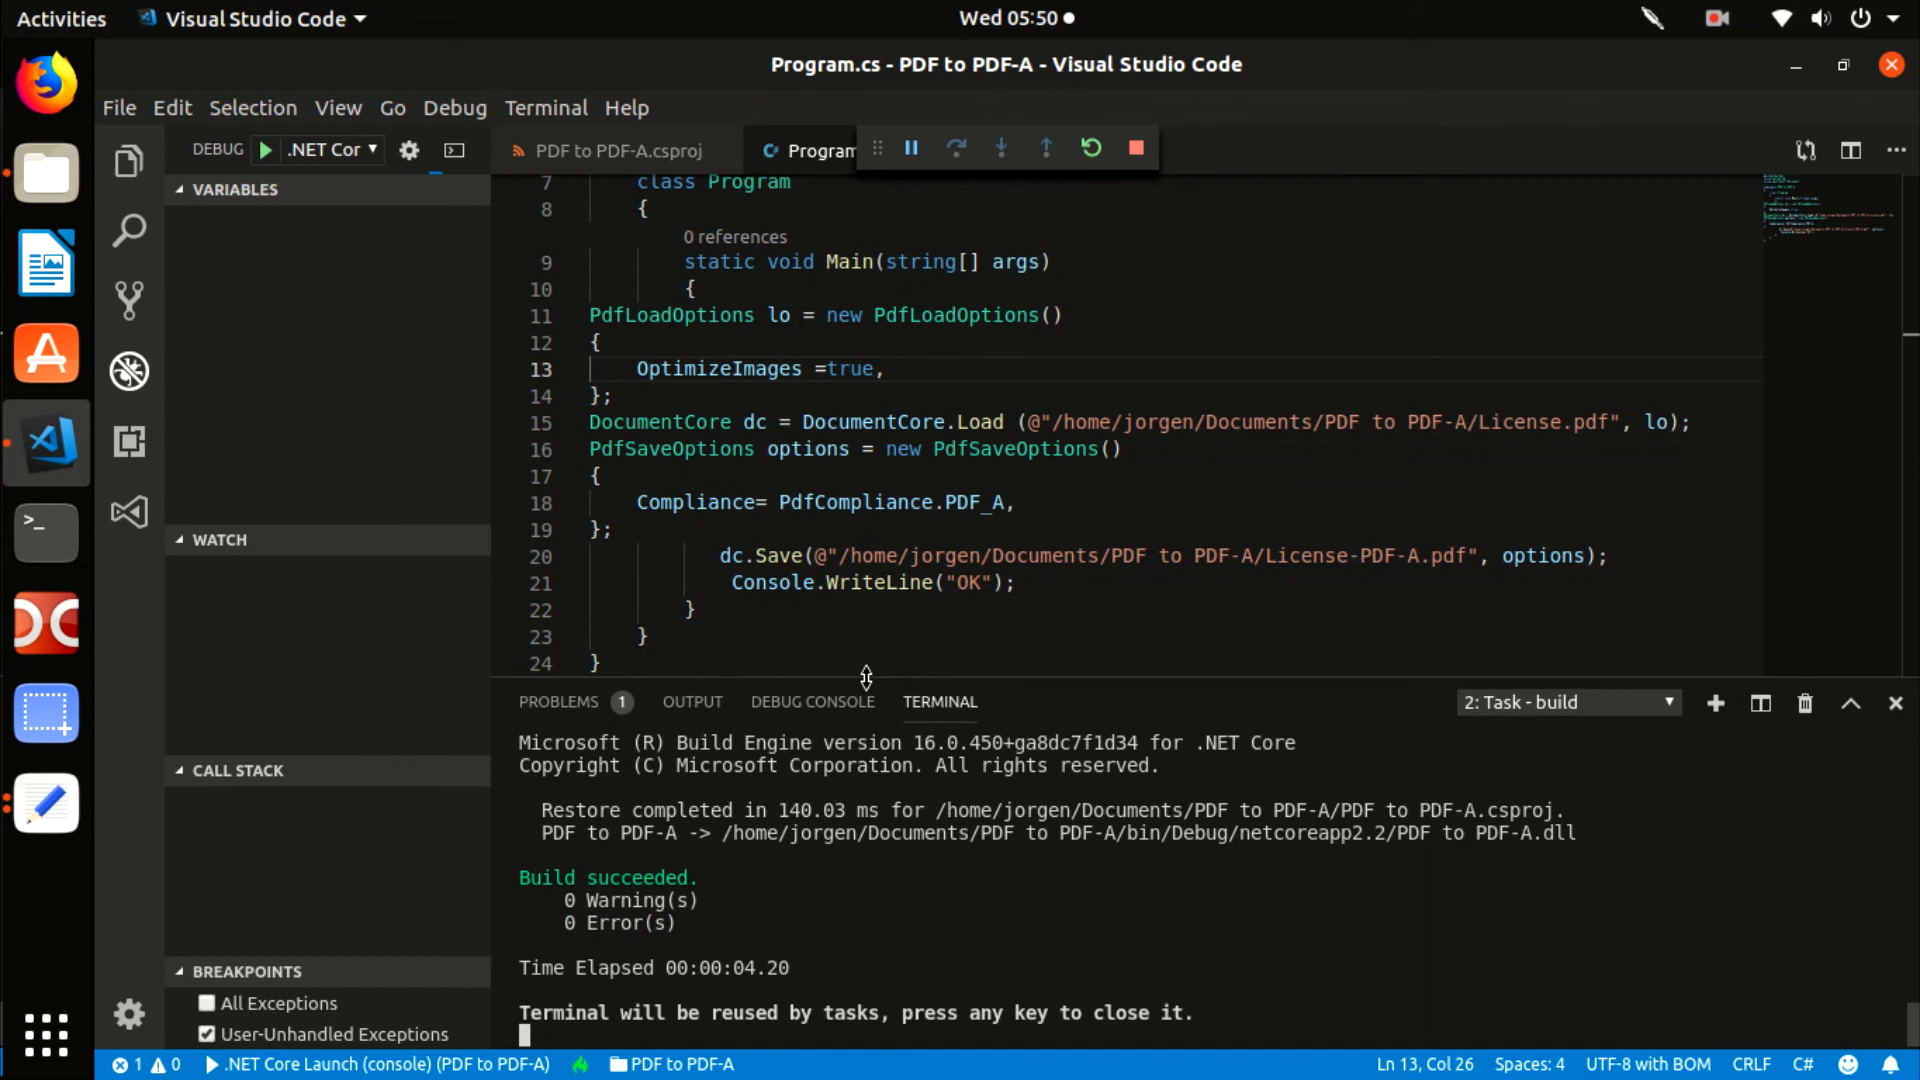 Activities
Visual Studio Code
Wed 05:50
Program.cs - PDF to PDF-A - Visual Studio Code
File Edit Selection View Go Debug Terminal Help
DEBUG .NET Cor
PDF to PDF-A.csproj
Program
VARIABLES
WATCH
CALL STACK
BREAKPOINTS
All Exceptions
User-Unhandled Exceptions
7 class Program
8 {
0 references
9 static void Main(string[] args)
10 {
11 PdfLoadOptions lo = new PdfLoadOptions()
12 {
13 OptimizeImages =true,
14 };
15 DocumentCore dc = DocumentCore.Load (@"/home/jorgen/Documents/PDF to PDF-A/License.pdf", lo);
16 PdfSaveOptions options = new PdfSaveOptions()
17 {
18 Compliance= PdfCompliance.PDF_A,
19 };
20 dc.Save(@"/home/jorgen/Documents/PDF to PDF-A/License-PDF-A.pdf", options);
21 Console.WriteLine("OK");
22 }
23 }
24 }
PROBLEMS 1 OUTPUT DEBUG CONSOLE TERMINAL
2: Task - build
Microsoft (R) Build Engine version 16.0.450+ga8dc7f1d34 for .NET Core
Copyright (C) Microsoft Corporation. All rights reserved.
Restore completed in 140.03 ms for /home/jorgen/Documents/PDF to PDF-A/PDF to PDF-A.csproj.
PDF to PDF-A -> /home/jorgen/Documents/PDF to PDF-A/bin/Debug/netcoreapp2.2/PDF to PDF-A.dll
Build succeeded.
0 Warning(s)
0 Error(s)
Time Elapsed 00:00:04.20
Terminal will be reused by tasks, press any key to close it.
1 0 .NET Core Launch (console) (PDF to PDF-A) PDF to PDF-A
Ln 13, Col 26 Spaces: 4 UTF-8 with BOM CRLF C#